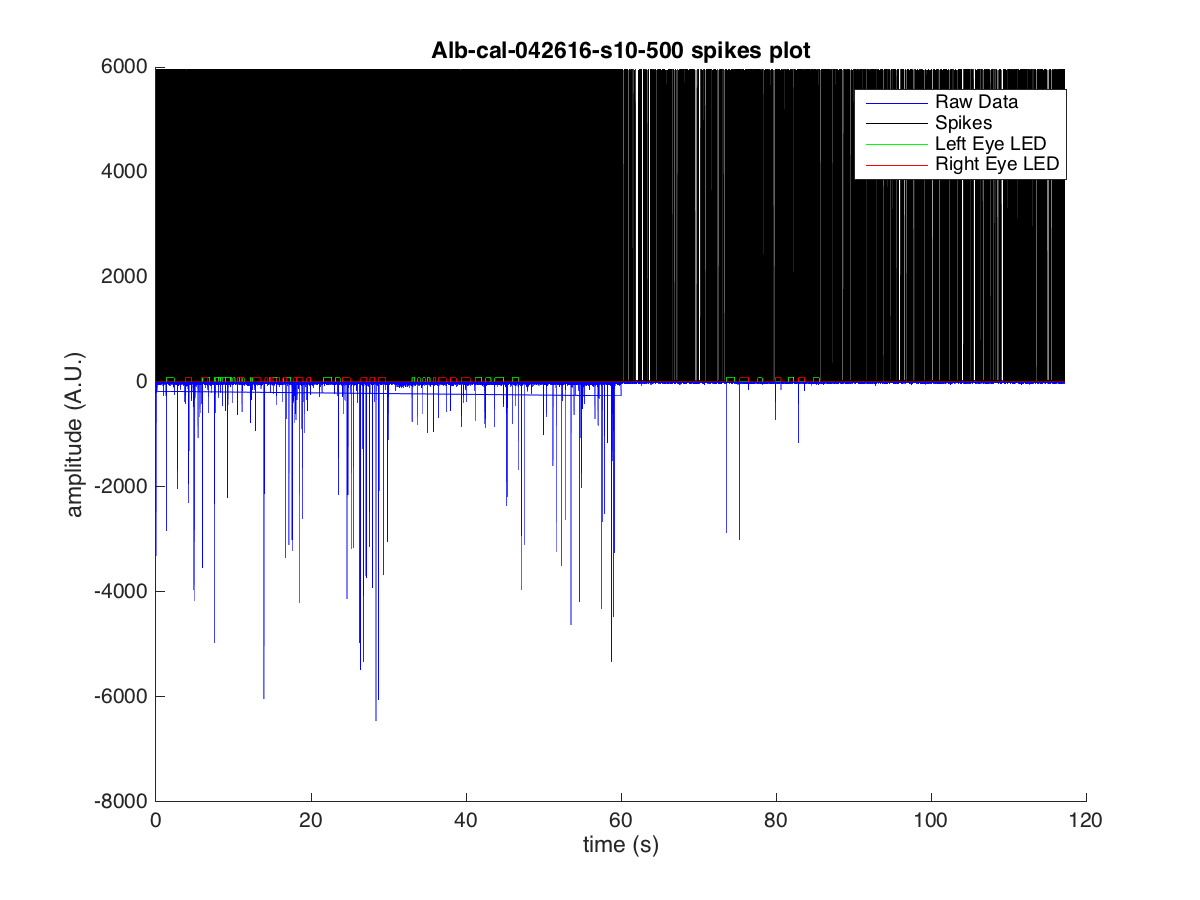 Alb-cal-042616-s10-500 spikes plot
6000
4000
2000
0
-2000
-4000
-6000
-8000
amplitude (A.U.)
Raw Data
Spikes
Left Eye LED
Right Eye LED
0 20 40 60 80 100 120
time (s)